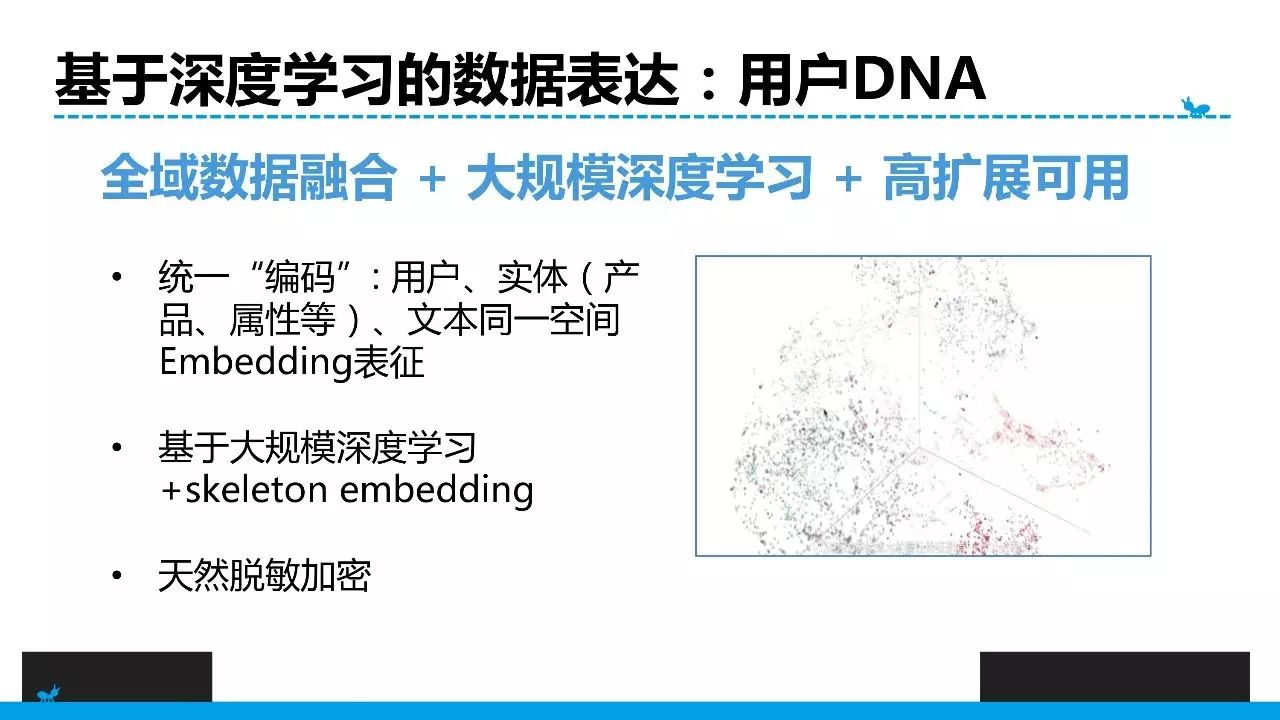 基于深度学习的数据表达：用户DNA
全域数据融合 + 大规模深度学习 + 高扩展可用
• 统一“编码”: 用户、实体（产
品、属性等）、文本同一空间
Embedding表征
• 基于大规模深度学习
+skeleton embedding
• 天然脱敏加密